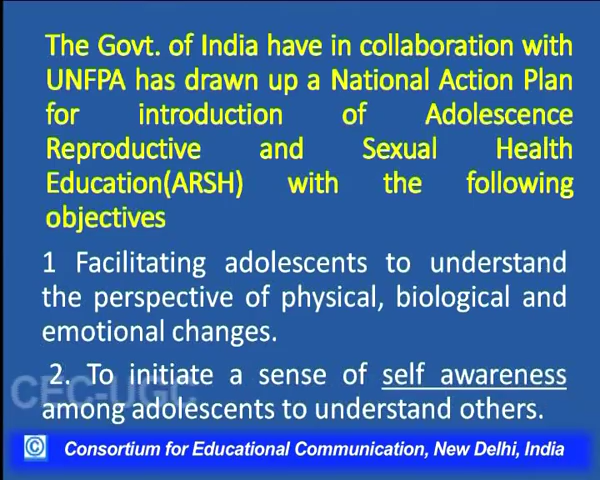 The Govt. of India have in collaboration with
UNFPA has drawn up a National Action Plan
for introduction of Adolescence
Reproductive and Sexual Health
Education(ARSH) with the following
objectives
1 Facilitating adolescents to understand
the perspective of physical, biological and
emotional changes.
2. To initiate a sense of self awareness
among adolescents to understand others.
CEC-UGC
© Consortium for Educational Communication, New Delhi, India